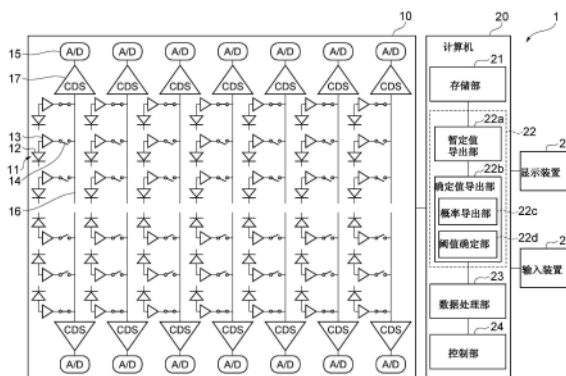 10
20
1
15
A/D
A/D
A/D
A/D
A/D
A/D
A/D
计算机
21
17
CDS
CDS
CDS
CDS
CDS
CDS
CDS
存储部
22a
13
22
12
暂定值
导出部
11
14
22b
显示装置
确定值导出部
16
概率导出部
22c
22d
阈值确定部
输入装置
23
CDS
CDS
CDS
CDS
CDS
CDS
CDS
数据处理部
24
A/D
A/D
A/D
A/D
A/D
A/D
A/D
控制部